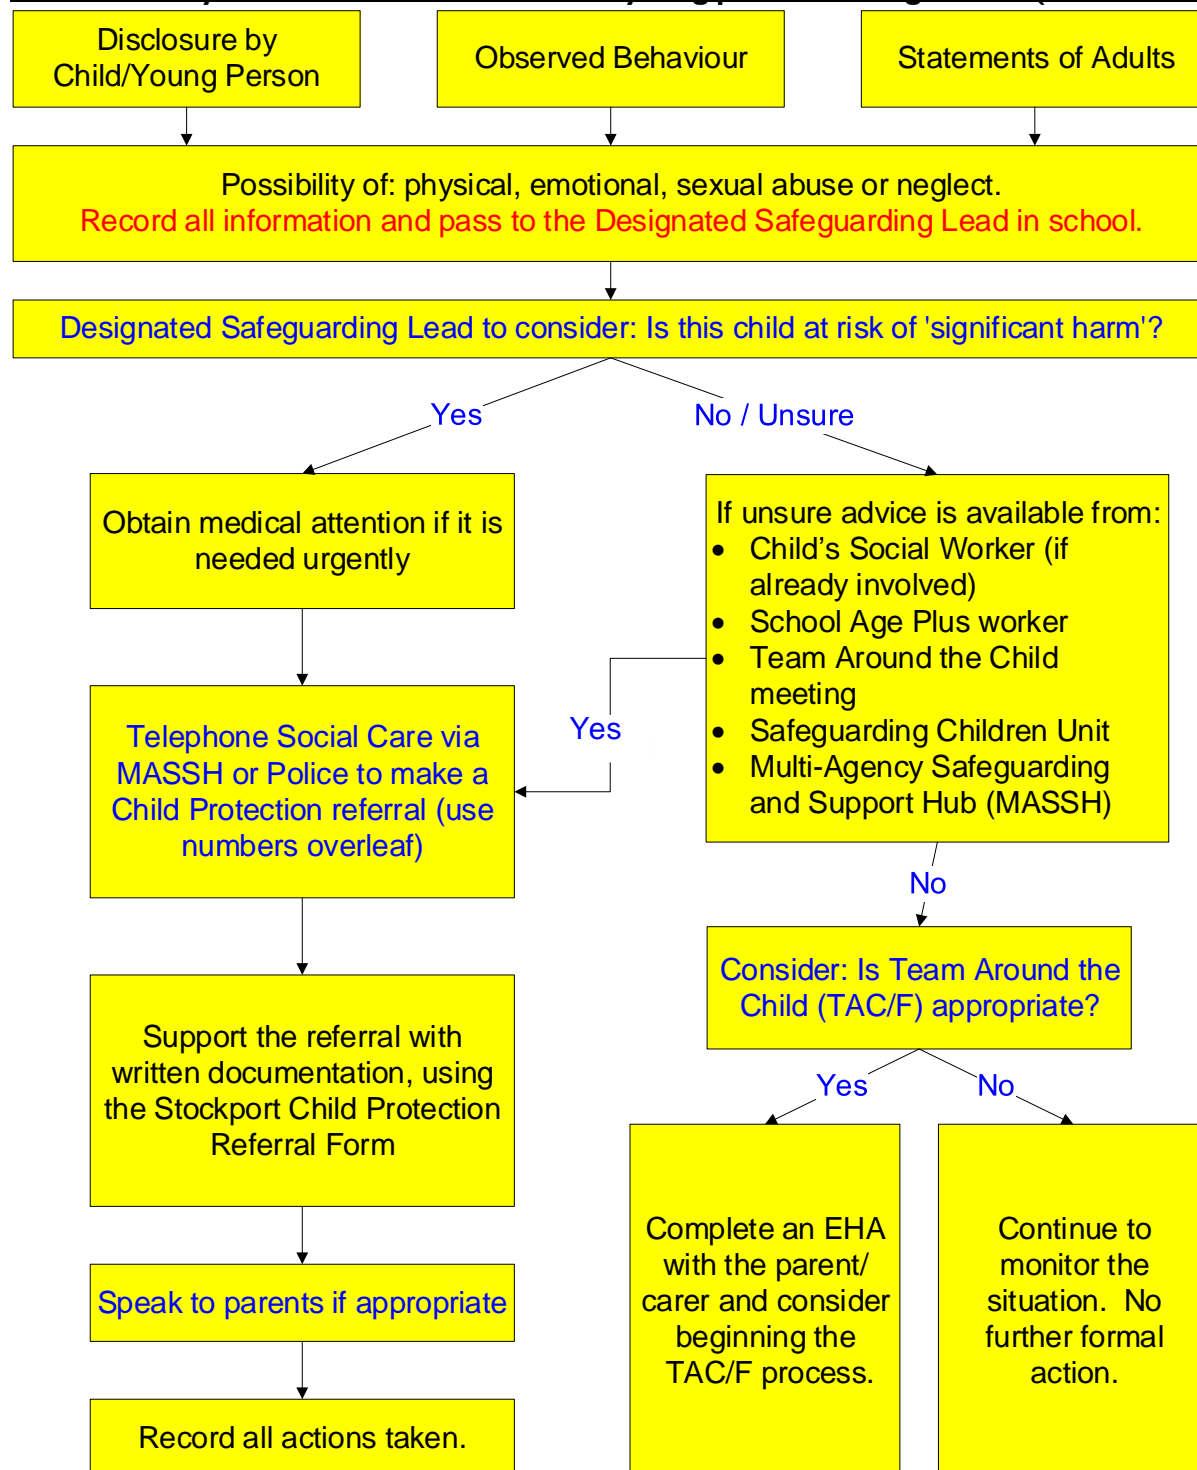 Disclosure by
Child/Young Person
Observed Behaviour
Statements of Adults
Possibility of: physical, emotional, sexual abuse or neglect.
Record all information and pass to the Designated Safeguarding Lead in school.
Designated Safeguarding Lead to consider: Is this child at risk of 'significant harm'?
Yes
No / Unsure
Obtain medical attention if it is
needed urgently
If unsure advice is available from:
• Child’s Social Worker (if
already involved)
• School Age Plus worker
• Team Around the Child
meeting
• Safeguarding Children Unit
• Multi-Agency Safeguarding
and Support Hub (MASSH)
Yes
Telephone Social Care via
MASSH or Police to make a
Child Protection referral (use
numbers overleaf)
No
Consider: Is Team Around the
Child (TAC/F) appropriate?
Support the referral with
written documentation, using
the Stockport Child Protection
Referral Form
Yes
No
Complete an EHA
with the parent/
carer and consider
beginning the
TAC/F process.
Continue to
monitor the
situation.  No
further formal
action.
Speak to parents if appropriate
Record all actions taken.